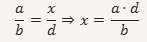 a/b = x/d ⇒ x = a · d/b